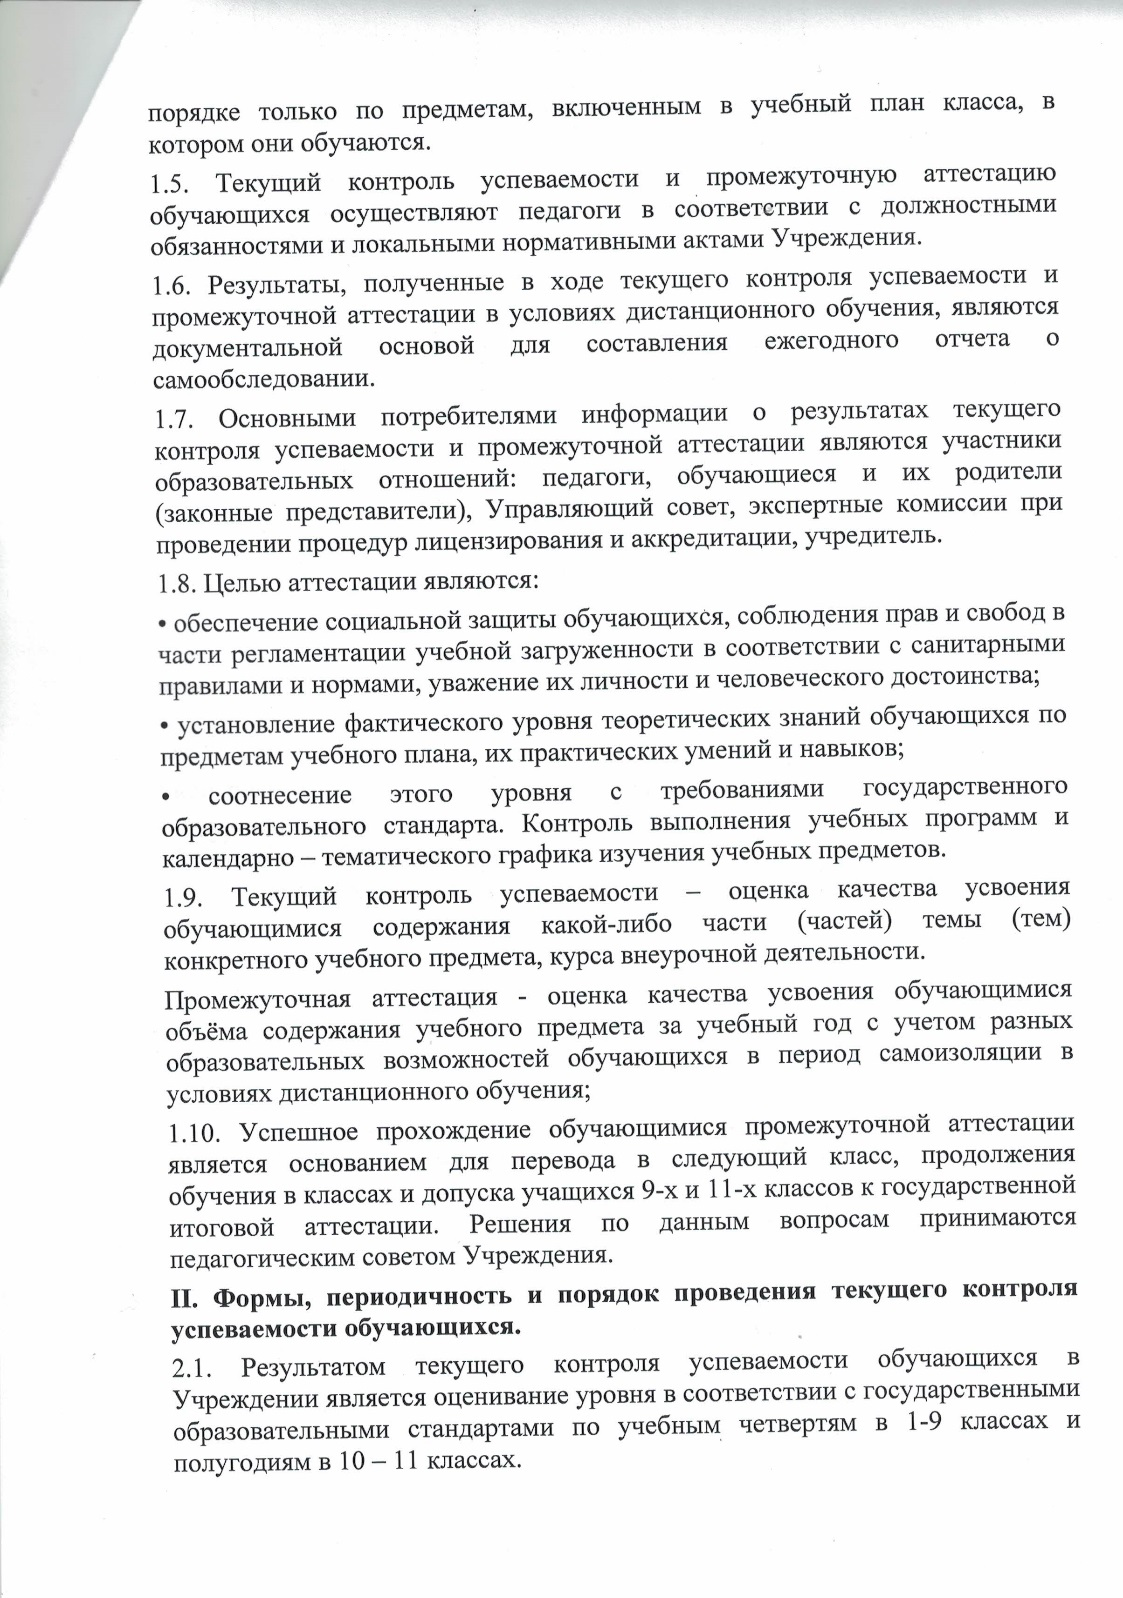 порядке только по предметам, включенным в учебный план класса, в
котором они обучаются.
1.5. Текущий контроль успеваемости и промежуточную аттестацию
обучающихся осуществляют педагоги в соответствии с должностными
обязанностями и локальными нормативными актами Учреждения.
1.6. Результаты, полученные в ходе текущего контроля успеваемости и
промежуточной аттестации в условиях дистанционного обучения, являются
документальной основой для составления ежегодного отчета о
самообследовании.
1.7. Основными потребителями информации о результатах текущего
контроля успеваемости и промежуточной аттестации являются участники
образовательных отношений: педагоги, обучающиеся и их родители
(законные представители), Управляющий совет, экспертные комиссии при
проведении процедур лицензирования и аккредитации, учредитель.
1.8. Целью аттестации являются:
• обеспечение социальной защиты обучающихся, соблюдения прав и свобод в
части регламентации учебной загруженности в соответствии с санитарными
правилами и нормами, уважение их личности и человеческого достоинства;
• установление фактического уровня теоретических знаний обучающихся по
предметам учебного плана, их практических умений и навыков;
• соотнесение этого уровня с требованиями государственного
образовательного стандарта. Контроль выполнения учебных программ и
календарно – тематического графика изучения учебных предметов.
1.9. Текущий контроль успеваемости – оценка качества усвоения
обучающимися содержания какой-либо части (частей) темы (тем)
конкретного учебного предмета, курса внеурочной деятельности.
Промежуточная аттестация - оценка качества усвоения обучающимися
объёма содержания учебного предмета за учебный год с учетом разных
образовательных возможностей обучающихся в период самоизоляции в
условиях дистанционного обучения;
1.10. Успешное прохождение обучающимися промежуточной аттестации
является основанием для перевода в следующий класс, продолжения
обучения в классах и допуска учащихся 9-х и 11-х классов к государственной
итоговой аттестации. Решения по данным вопросам принимаются
педагогическим советом Учреждения.
II. Формы, периодичность и порядок проведения текущего контроля
успеваемости обучающихся.
2.1. Результатом текущего контроля успеваемости обучающихся в
Учреждении является оценивание уровня в соответствии с государственными
образовательными стандартами по учебным четвертям в 1-9 классах и
полугодиям в 10 – 11 классах.